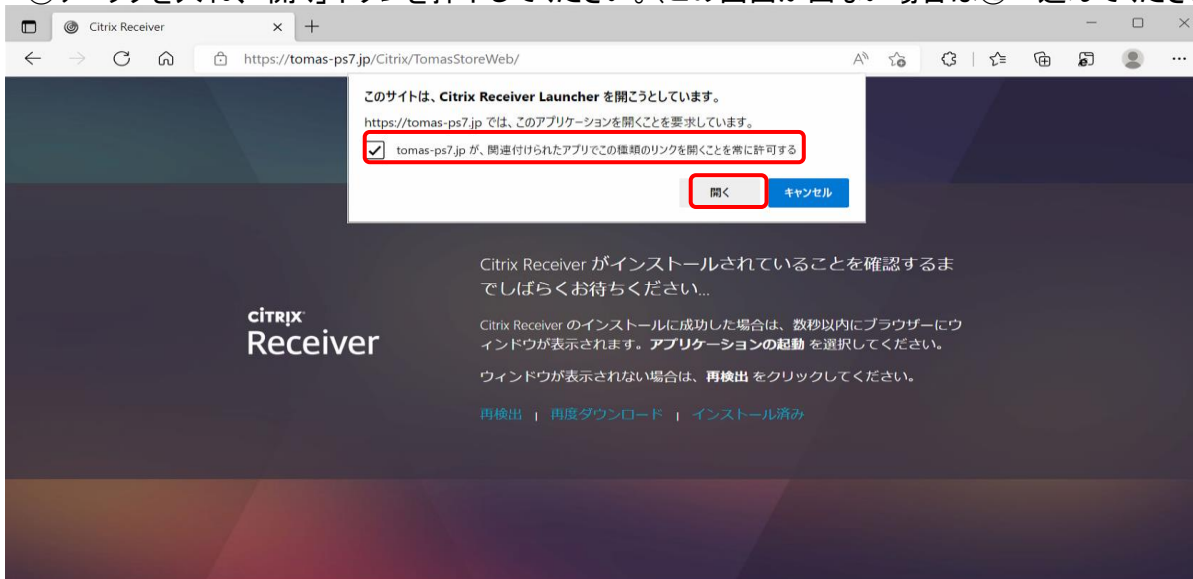 Citrix Receiver
https://tomas-ps7.jp/Citrix/TomasStoreWeb/
このサイトは、Citrix Receiver Launcher を開こうとしています。
https://tomas-ps7.jp では、このアプリケーションを開くことを要求しています。
tomas-ps7.jp が、関連付けられたアプリでこの種類のリンクを開くことを常に許可する
開く キャンセル
Citrix Receiver がインストールされていることを確認するま
でしばらくお待ちください...
CİTRIX
Receiver
Citrix Receiver のインストールに成功した場合は、数秒以内にブラウザーにウ
ィンドウが表示されます。アプリケーションの起動 を選択してください。
ウィンドウが表示されない場合は、再検出 をクリックしてください。
再検出 | 再度ダウンロード | インストール済み